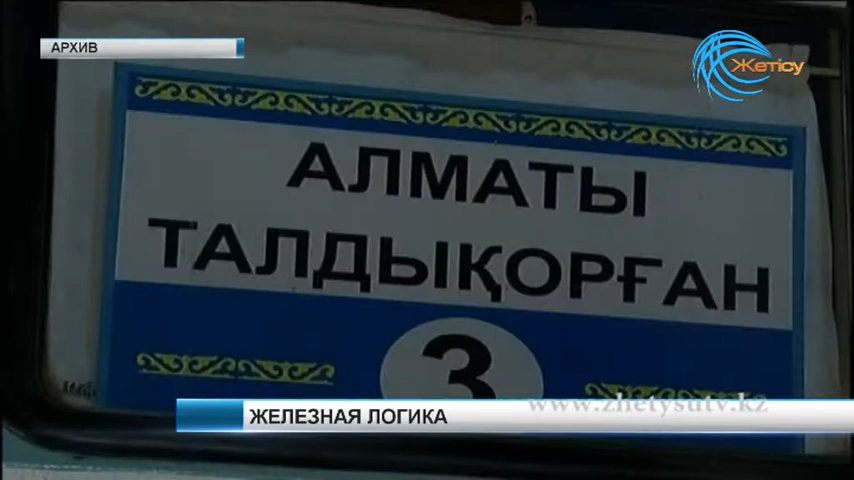 АРХИВ
Жетісу
АЛМАТЫ
ТАЛДЫҚОРҒАН
3
www.zhetysutv.kz
ЖЕЛЕЗНАЯ ЛОГИКА